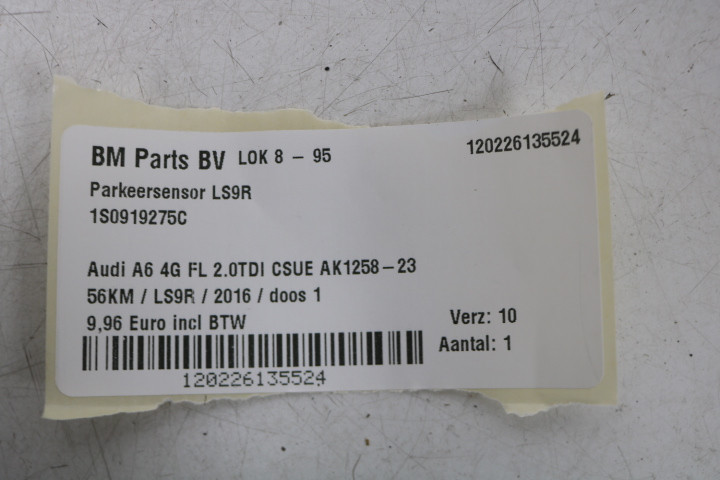 BM Parts BV LOK 8 - 95 120226135524
Parkeersensor LS9R
1S0919275C
Audi A6 4G FL 2.0TDI CSUE AK1258-23
56KM / LS9R / 2016 / doos 1
9,96 Euro incl BTW Verz: 10
Aantal: 1
120226135524